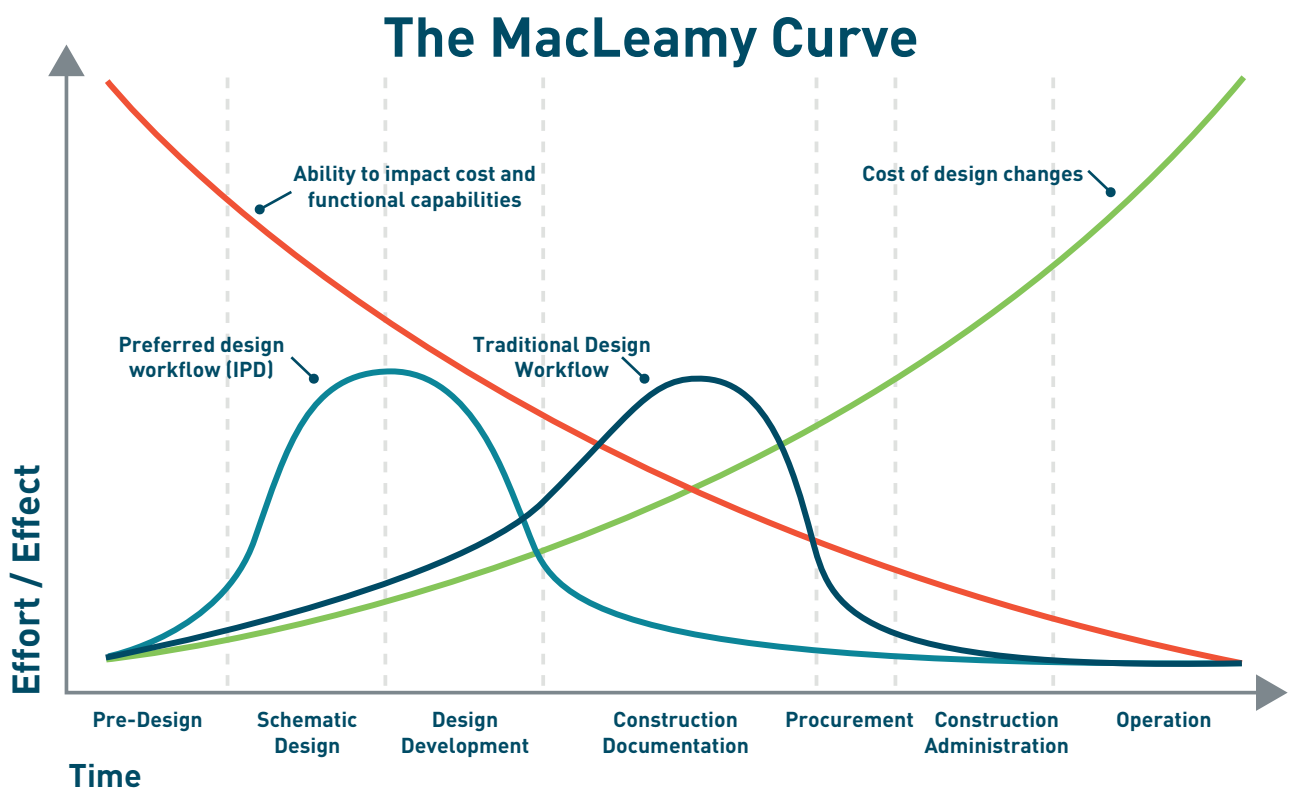 The MacLeamy Curve
Ability to impact cost and
functional capabilities
Cost of design changes
Preferred design
workflow (IPD)
Traditional Design
Workflow
Effort / Effect
Pre-Design
Schematic
Design
Design
Development
Construction
Documentation
Procurement
Construction
Administration
Operation
Time